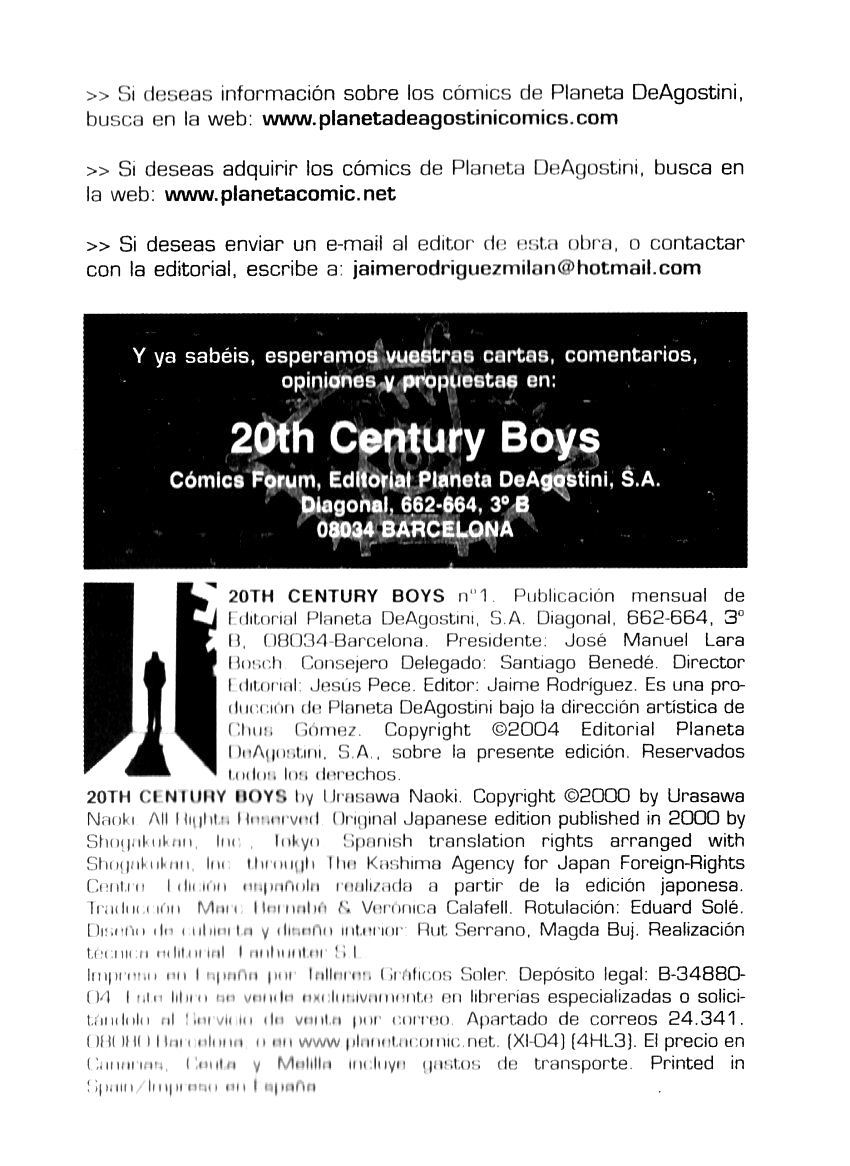 >> Si deseas información sobre los cómics de Planeta DeAgostini,
busca en la web: www.planetadeagostinicomics.com
>> Si deseas adquirir los cómics de Planeta DeAgostini, busca en
la web: www.planetacomic.net
>> Si deseas enviar un e-mail al editor de esta obra, o contactar
con la editorial, escribe a: jaimerodriguezmilan@hotmail.com
Y ya sabéis, esperamos vuestras cartas, comentarios,
opiniones y propuestas en:
20th Century Boys
Cómics Forum, Editorial Planeta DeAgostini, S.A.
Diagonal, 662-664, 3º B
08034 BARCELONA
20TH CENTURY BOYS nº1. Publicación mensual de
Editorial Planeta DeAgostini, S.A. Diagonal, 662-664, 3º
B, 08034-Barcelona. Presidente: José Manuel Lara
Bosch. Consejero Delegado: Santiago Benedé. Director
Editorial: Jesús Pece. Editor: Jaime Rodríguez. Es una pro-
ducción de Planeta DeAgostini bajo la dirección artística de
Chus Gómez. Copyright ©2004 Editorial Planeta
DeAgostini, S.A., sobre la presente edición. Reservados
todos los derechos.
20TH CENTURY BOYS by Urasawa Naoki. Copyright ©2000 by Urasawa
Naoki. All Rights Reserved. Original Japanese edition published in 2000 by
Shogakukan, Inc., Tokyo. Spanish translation rights arranged with
Shogakukan, Inc. through The Kashima Agency for Japan Foreign-Rights
Centre. Edición española realizada a partir de la edición japonesa.
Traducción: Marc Bernabé & Verònica Calafell. Rotulación: Eduard Solé.
Diseño de cubierta y diseño interior: Rut Serrano, Magda Buj. Realización
técnica editorial: Fanhunter S.L.
Impreso en España por Talleres Gráficos Soler. Depósito legal: B-34880-
04. Este libro se vende exclusivamente en librerías especializadas o solici-
tándolo al Servicio de venta por correo. Apartado de correos 24.341.
08080 Barcelona, o en www.planetacomic.net. (XI-04) (4HL3). El precio en
Canarias, Ceuta y Melilla incluye gastos de transporte. Printed in
Spain/Impreso en España